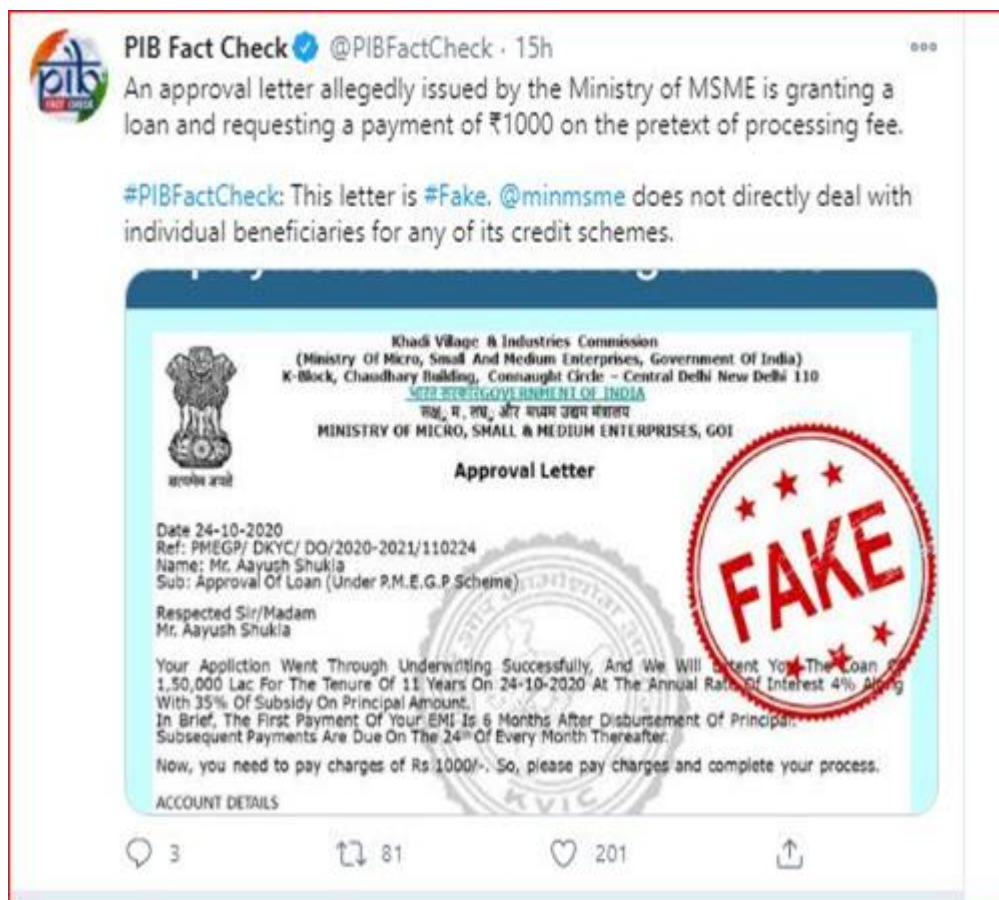 PIB Fact Check @PIBFactCheck · 15h
An approval letter allegedly issued by the Ministry of MSME is granting a
loan and requesting a payment of ₹1000 on the pretext of processing fee.
#PIBFactCheck: This letter is #Fake. @minmsme does not directly deal with
individual beneficiaries for any of its credit schemes.
Khadi Village & Industries Commission
(Ministry Of Micro, Small And Medium Enterprises, Government Of India)
K-Block, Chaudhary Building, Connaught Circle – Central Delhi New Delhi 110
भारत सरकार GOVERNMENT OF INDIA
MINISTRY OF MICRO, SMALL & MEDIUM ENTERPRISES, GOI
सत्यमेव जयते
Approval Letter
Date 24-10-2020
Ref: PMEGP/ DKYC/ DO/2020-2021/110224
Name: Mr. Aayush Shukla
Sub: Approval Of Loan (Under P.M.E.G.P Scheme)
Respected Sir/Madam
Mr. Aayush Shukla
Your Appliction Went Through Underwriting Successfully, And We Will You The Loan
1,50,000 Lac For The Tenure Of 11 Years On 24-10-2020 At The Annual Rate Of Interest 4% Along
With 35% Of Subsidy On Principal Amount.
In Brief, The First Payment Of Your EMI Is 6 Months After Disbursement Of Principal.
Subsequent Payments Are Due On The 24th Of Every Month Thereafter.
Now, you need to pay charges of Rs 1000/-. So, please pay charges and complete your process.
ACCOUNT DETAILS
FAKE
KVIC
pib
FACT CHECK
3
81
201